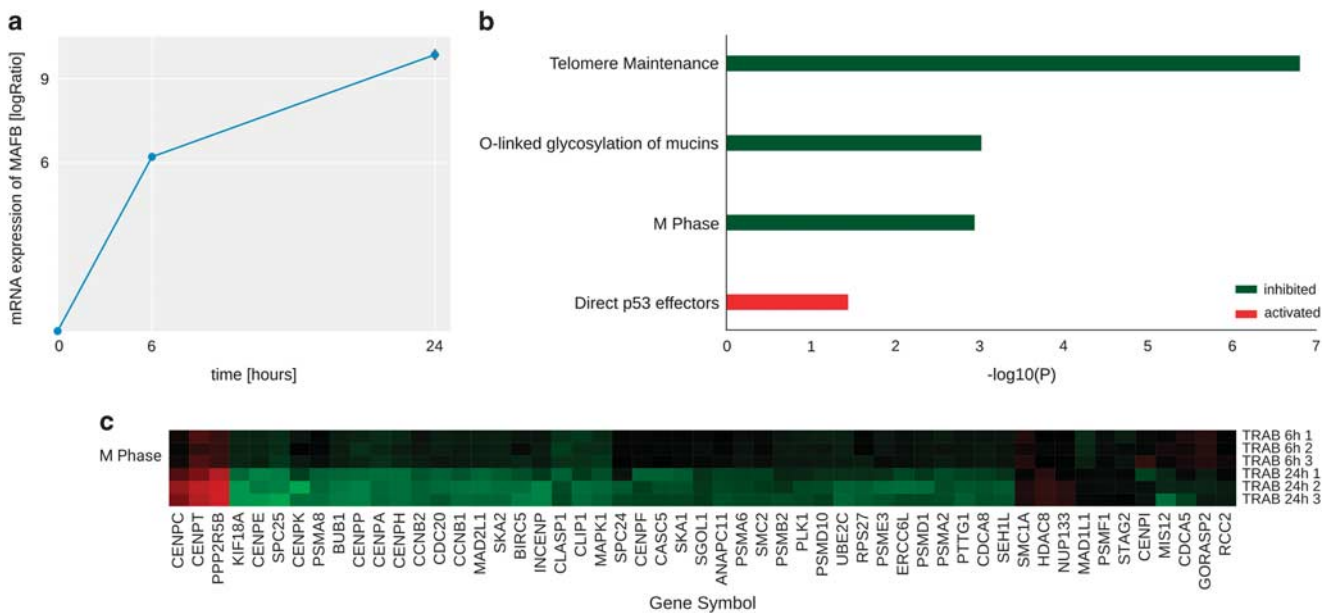 a
mRNA expression of MAFB [logRatio]
9
6
0
6
24
time [hours]
b
Telomere Maintenance
O-linked glycosylation of mucins
M Phase
Direct p53 effectors
inhibited
activated
0 1 2 3 4 5 6 7
-log10(P)
c
M Phase
TRAB 6h 1
TRAB 6h 2
TRAB 6h 3
TRAB 24h 1
TRAB 24h 2
TRAB 24h 3
CENPC
CENPT
PPP2R5B
KIF18A
CENPE
SPC25
CENPK
PSMA8
BUB1
CENPP
CENPA
CENPH
CCNB2
CDC20
CCNB1
MAD2L1
SKA2
BIRC5
INCENP
CLASP1
CLIP1
MAPK1
SPC24
CENPF
CASC5
SKA1
SGOL1
ANAPC11
PSMA6
SMC2
PSMB2
PLK1
PSMD10
UBE2C
RPS27
PSME3
ERCC6L
PSMD1
PSMA2
PTTG1
CDCA8
SEH1L
SMC1A
HDAC8
NUP133
MAD1L1
PSMF1
STAG2
CENPI
MIS12
CDCA5
GORASP2
RCC2
Gene Symbol